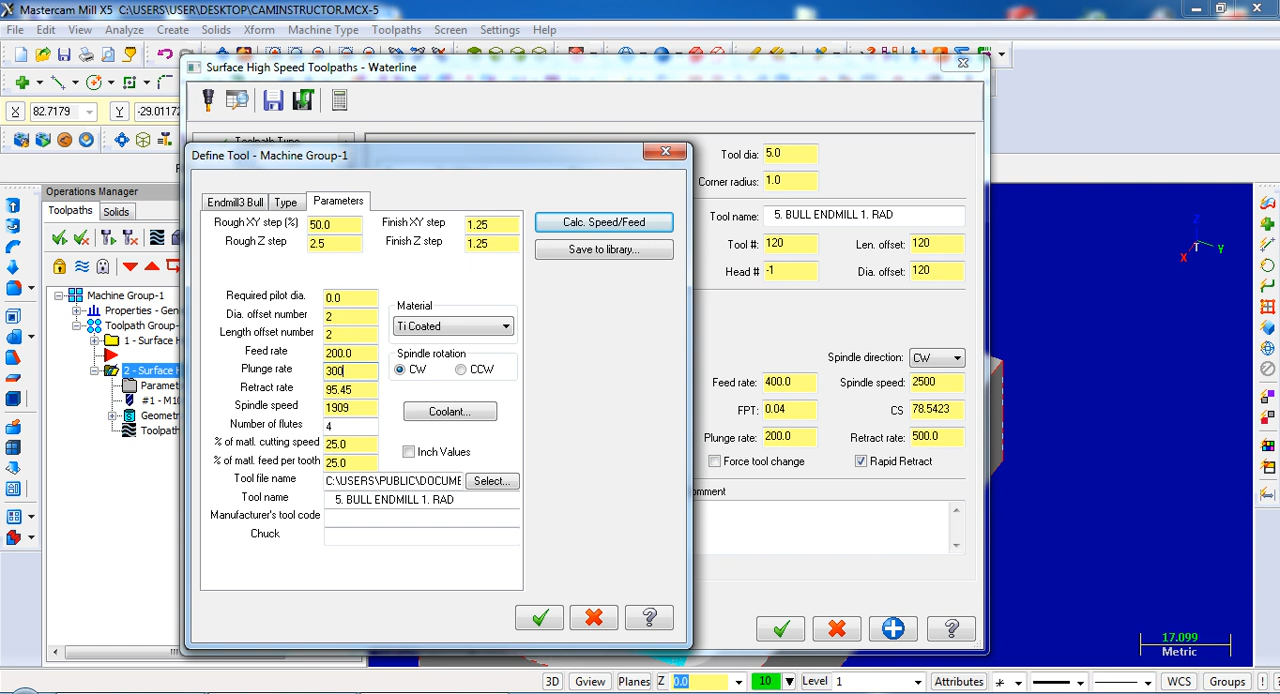 Mastercam Mill X5 C:\USERS\USER\DESKTOP\CAMINSTRUCTOR.MCX-5
File Edit View Analyze Create Solids Xform Machine Type Toolpaths Screen Settings Help
Surface High Speed Toolpaths - Waterline
X 82.7179 Y -29.01172
Toolpath Type
Define Tool - Machine Group-1
Operations Manager
Toolpaths Solids
Machine Group-1
Properties - Gen
Toolpath Group-
1 - Surface H
2 - Surface H
Paramet
#1 - M10
Geometr
Toolpath
Endmill3 Bull Type Parameters
Rough XY step (%) 50.0 Finish XY step 1.25
Rough Z step 2.5 Finish Z step 1.25
Calc. Speed/Feed
Save to library...
Required pilot dia. 0.0
Dia. offset number 2
Length offset number 2
Feed rate 200.0
Plunge rate 300
Retract rate 95.45
Spindle speed 1909
Number of flutes 4
% of matl. cutting speed 25.0
% of matl. feed per tooth 25.0
Tool file name C:\USERS\PUBLIC\DOCUME Select...
Tool name 5. BULL ENDMILL 1. RAD
Manufacturer's tool code
Chuck
Material
Ti Coated
Spindle rotation
CW CCW
Coolant...
Inch Values
Tool dia: 5.0
Corner radius: 1.0
Tool name: 5. BULL ENDMILL 1. RAD
Tool #: 120 Len. offset: 120
Head # -1 Dia. offset: 120
Spindle direction: CW
Feed rate: 400.0 Spindle speed: 2500
FPT: 0.04 CS 78.5423
Plunge rate: 200.0 Retract rate: 500.0
Force tool change Rapid Retract
omment
Z
T Y
X
17.099
Metric
3D Gview Planes Z 0.0 10 Level 1 Attributes WCS Groups ! ?